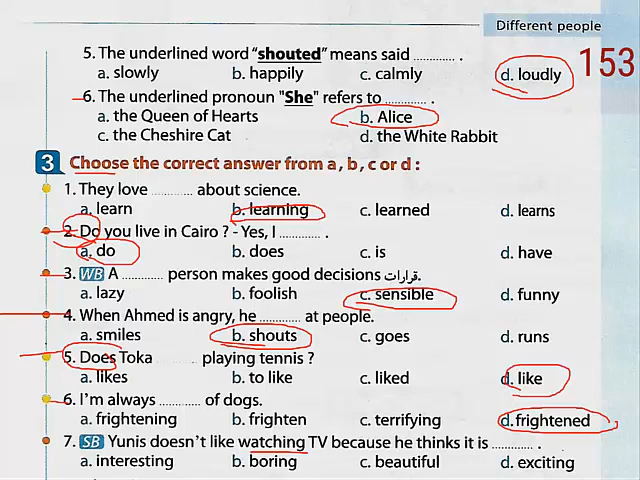 Different people
153
5. The underlined word "shouted" means said ............ .
a. slowly b. happily c. calmly d. loudly
6. The underlined pronoun "She" refers to ............ .
a. the Queen of Hearts b. Alice
c. the Cheshire Cat d. the White Rabbit
3 Choose the correct answer from a, b, c or d :
1. They love ............ about science.
a. learn b. learning c. learned d. learns
2. Do you live in Cairo ? - Yes, I ............ .
a. do b. does c. is d. have
3. WB A ............ person makes good decisions قرارات.
a. lazy b. foolish c. sensible d. funny
4. When Ahmed is angry, he ............ at people.
a. smiles b. shouts c. goes d. runs
5. Does Toka ............ playing tennis ?
a. likes b. to like c. liked d. like
6. I'm always ............ of dogs.
a. frightening b. frighten c. terrifying d. frightened
7. SB Yunis doesn't like watching TV because he thinks it is ............ .
a. interesting b. boring c. beautiful d. exciting